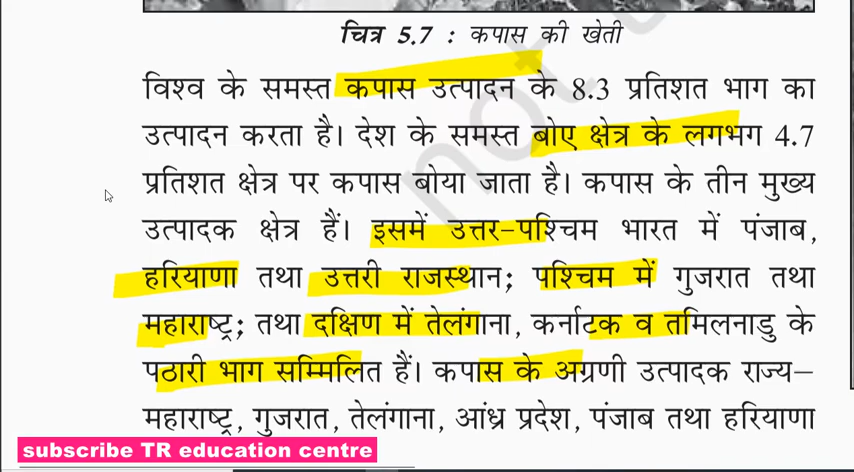 चित्र 5.7 : कपास की खेती
विश्व के समस्त कपास उत्पादन के 8.3 प्रतिशत भाग का
उत्पादन करता है। देश के समस्त बोए क्षेत्र के लगभग 4.7
प्रतिशत क्षेत्र पर कपास बोया जाता है। कपास के तीन मुख्य
उत्पादक क्षेत्र हैं। इसमें उत्तर-पश्चिम भारत में पंजाब,
हरियाणा तथा उत्तरी राजस्थान; पश्चिम में गुजरात तथा
महाराष्ट्र; तथा दक्षिण में तेलंगाना, कर्नाटक व तमिलनाडु के
पठारी भाग सम्मिलित हैं। कपास के अग्रणी उत्पादक राज्य–
महाराष्ट्र, गुजरात, तेलंगाना, आंध्र प्रदेश, पंजाब तथा हरियाणा
subscribe TR education centre
not